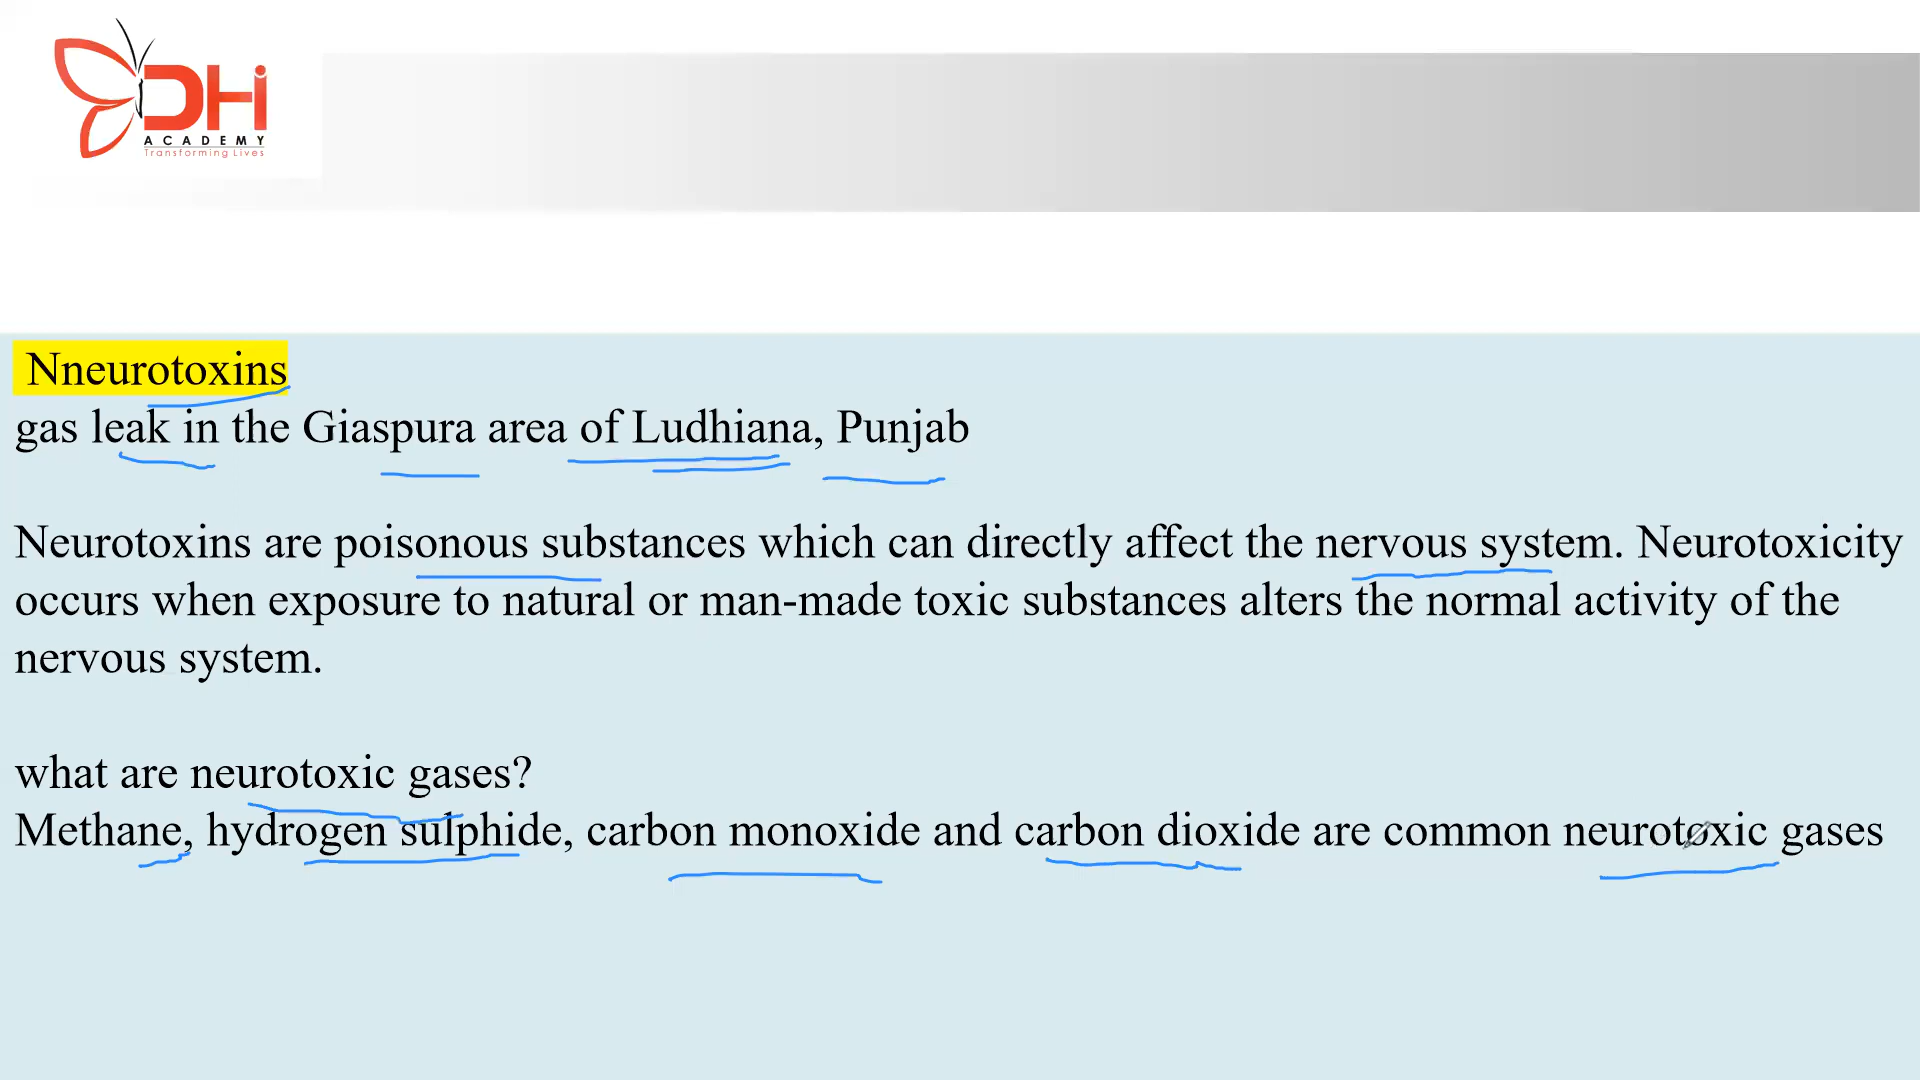 DHi
ACADEMY
Transforming Lives
Nneurotoxins
gas leak in the Giaspura area of Ludhiana, Punjab
Neurotoxins are poisonous substances which can directly affect the nervous system. Neurotoxicity
occurs when exposure to natural or man-made toxic substances alters the normal activity of the
nervous system.
what are neurotoxic gases?
Methane, hydrogen sulphide, carbon monoxide and carbon dioxide are common neurotoxic gases